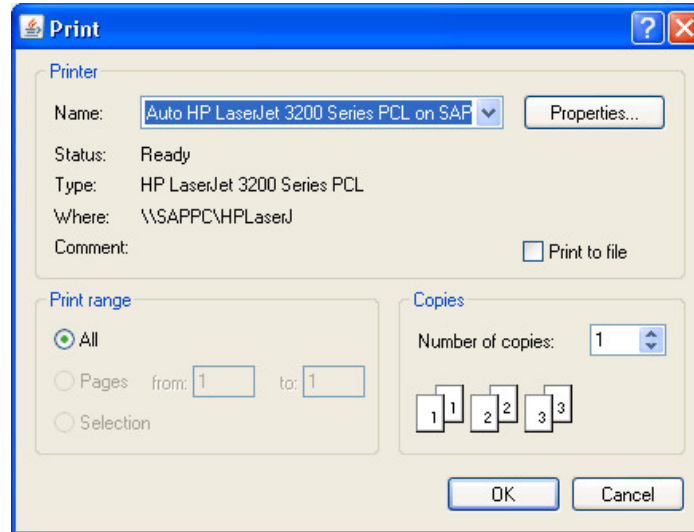 Print
Printer
Name: Auto HP LaserJet 3200 Series PCL on SAP Properties...
Status: Ready
Type: HP LaserJet 3200 Series PCL
Where: \\SAPPC\HPLaserJ
Comment:
Print to file
Print range
All
Pages from: 1 to: 1
Selection
Copies
Number of copies: 1
1 1 2 2 3 3
OK Cancel